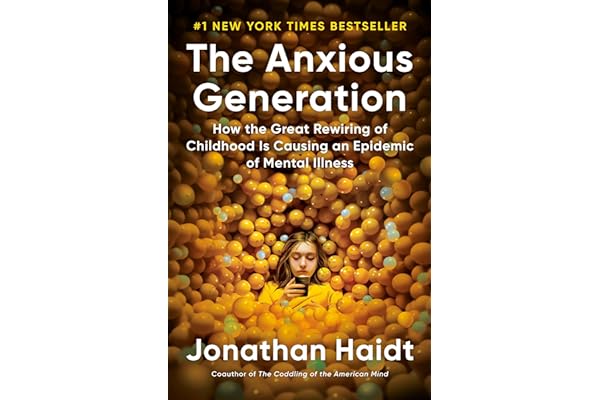 #1 NEW YORK TIMES BESTSELLER
The Anxious
Generation
How the Great Rewiring of
Childhood Is Causing an Epidemic
of Mental Illness
Jonathan Haidt
Coauthor of The Coddling of the American Mind